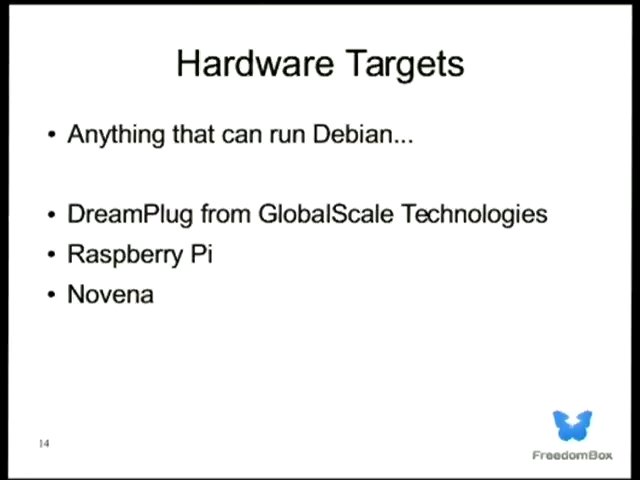 Hardware Targets
• Anything that can run Debian...
• DreamPlug from GlobalScale Technologies
• Raspberry Pi
• Novena
14
FreedomBox